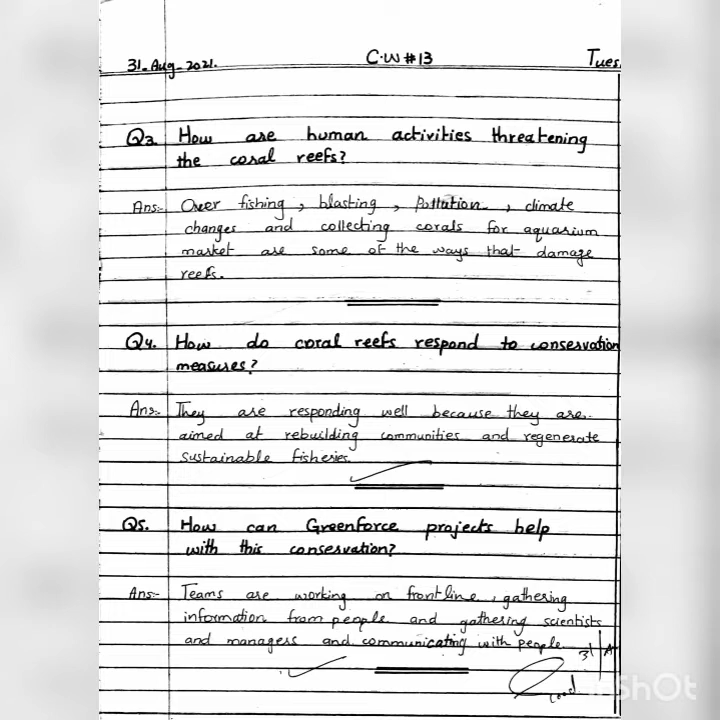 31-Aug-2021. C.W#13 Tues.
Q3. How are human activities threatening
the coral reefs?
Ans:- Over fishing, blasting, Pollution, climate
changes and collecting corals for aquarium
market are some of the ways that damage
reefs.
Q4. How do coral reefs respond to conservation
measures?
Ans:- They are responding well because they are
aimed at rebuilding communities and regenerate
sustainable fisheries.
Q5. How can Greenforce projects help
with this conservation?
Ans:- Teams are working on frontline, gathering
information from people and gathering scientists
and managers and communicating with people
31 A
Good
InShOt